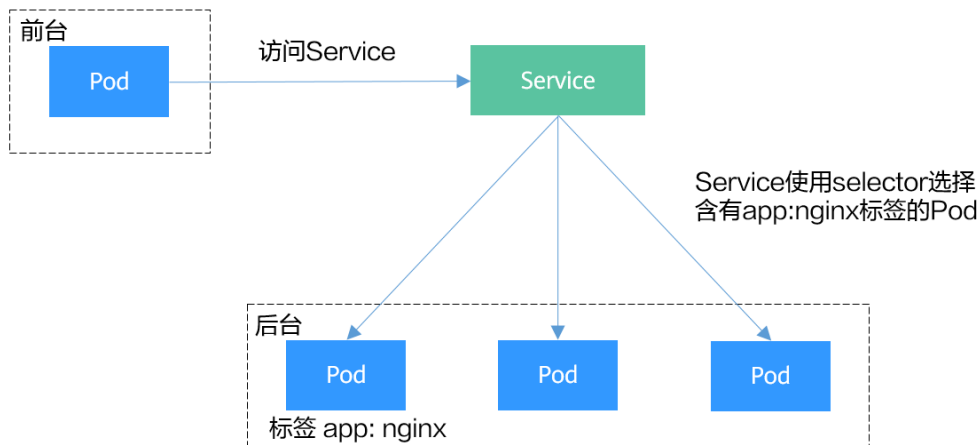 前台
Pod
访问Service
Service
Service使用selector选择
含有app:nginx标签的Pod
后台
Pod
Pod
Pod
标签 app: nginx